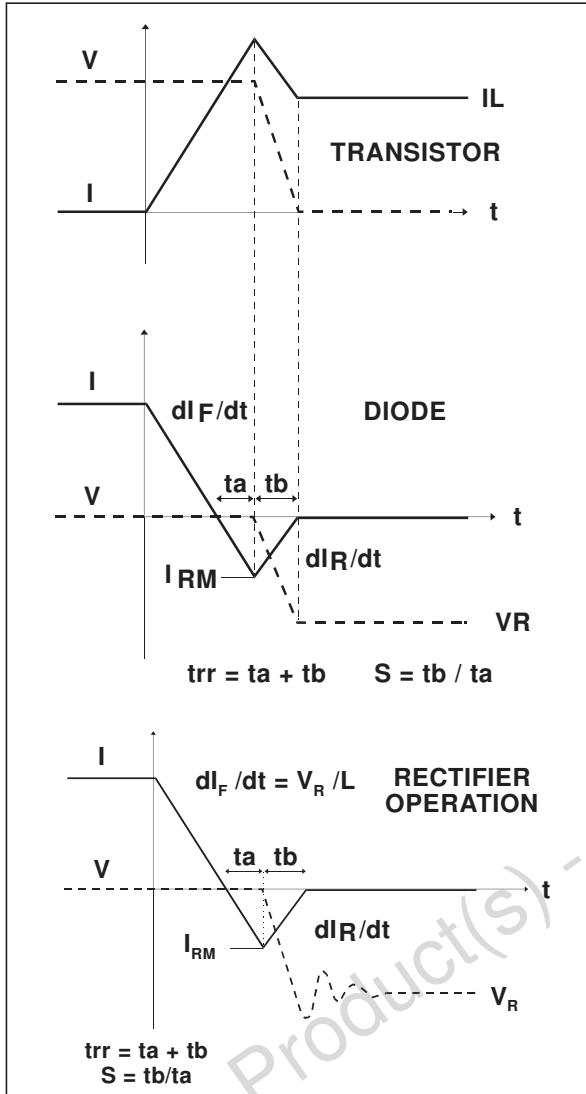 V
IL
TRANSISTOR
I
t
I
dIF/dt
DIODE
ta tb
V
t
IRM
dIR/dt
VR
trr = ta + tb S = tb / ta
I
dIF/dt = VR/L
RECTIFIER
OPERATION
ta tb
V
t
IRM
dIR/dt
VR
trr = ta + tb
S = tb/ta
Product(s) -